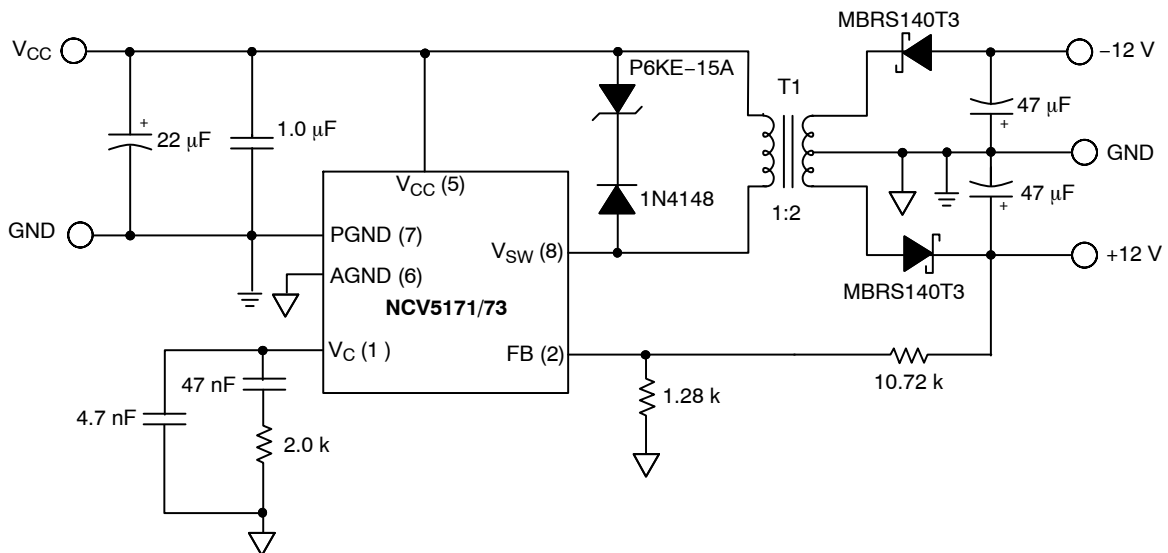 MBRS140T3
V_CC
P6KE−15A
−12 V
T1
+
22 μF
1.0 μF
47 μF
+
GND
V_CC (5)
1N4148
47 μF
+
1:2
GND
PGND (7)
V_SW (8)
+12 V
AGND (6)
MBRS140T3
NCV5171/73
V_C (1 )
FB (2)
47 nF
10.72 k
1.28 k
4.7 nF
2.0 k